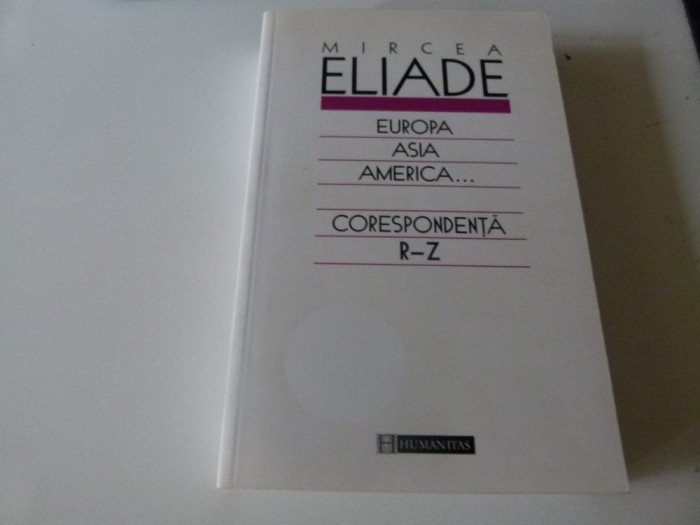 MIRCEA
ELIADE
EUROPA
ASIA
AMERICA...
CORESPONDENȚĂ
R–Z
HUMANITAS